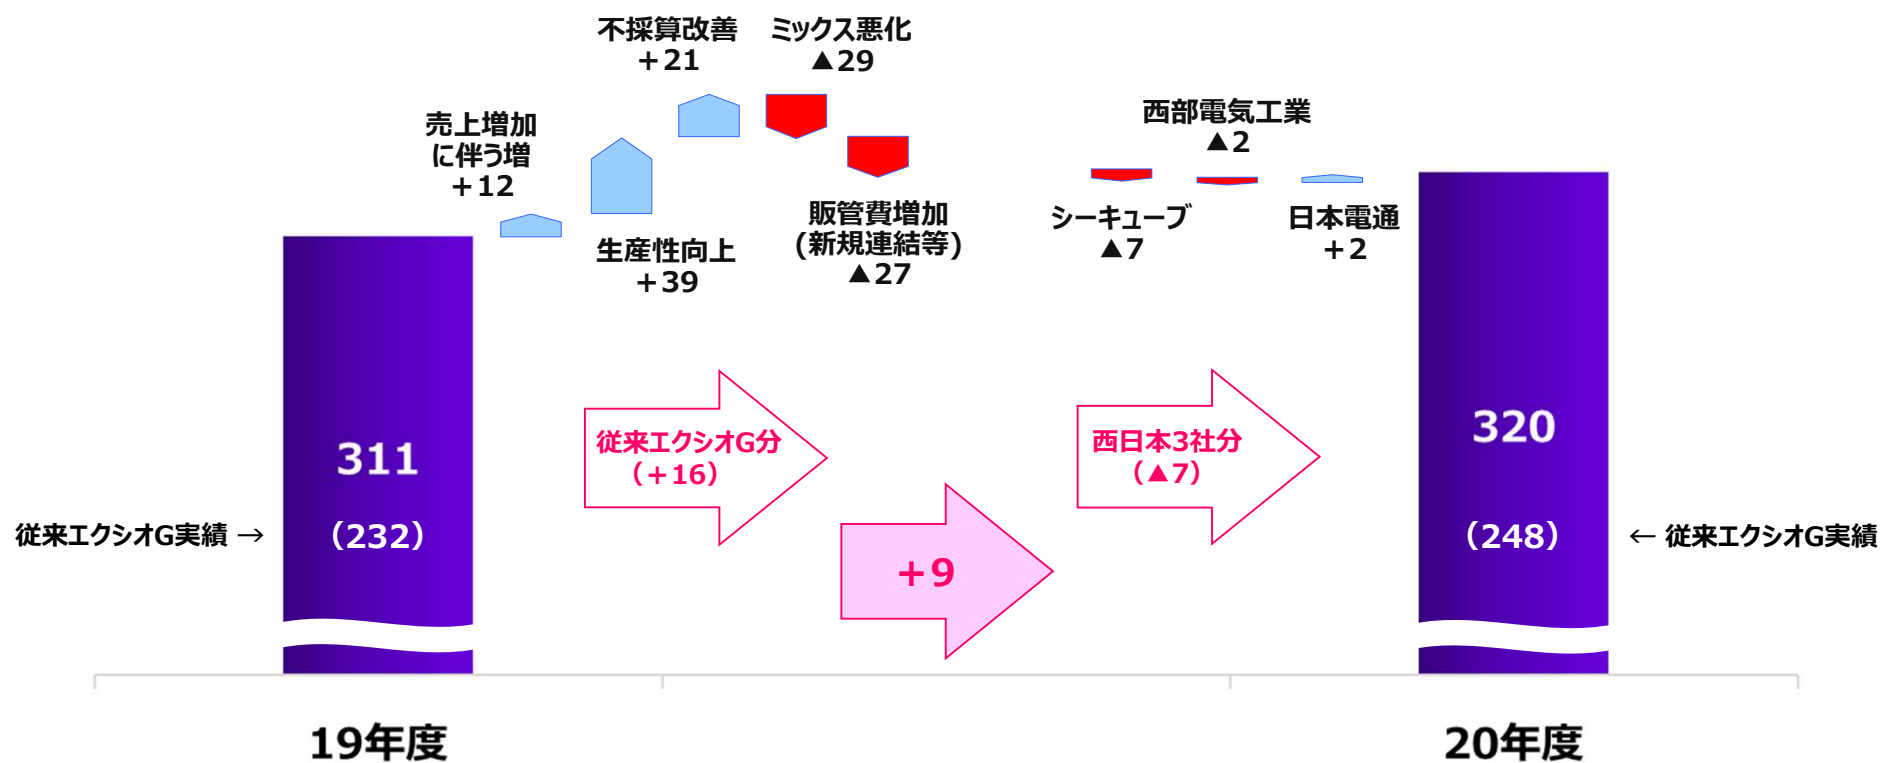 不採算改善
+21
ミックス悪化
▲29
売上増加
に伴う増
+12
生産性向上
+39
販管費増加
(新規連結等)
▲27
西部電気工業
▲2
シーキューブ
▲7
日本電通
+2
311
(232)
従来エクシオG実績 →
従来エクシオG分
(+16)
+9
西日本3社分
(▲7)
320
(248)
← 従来エクシオG実績
19年度
20年度